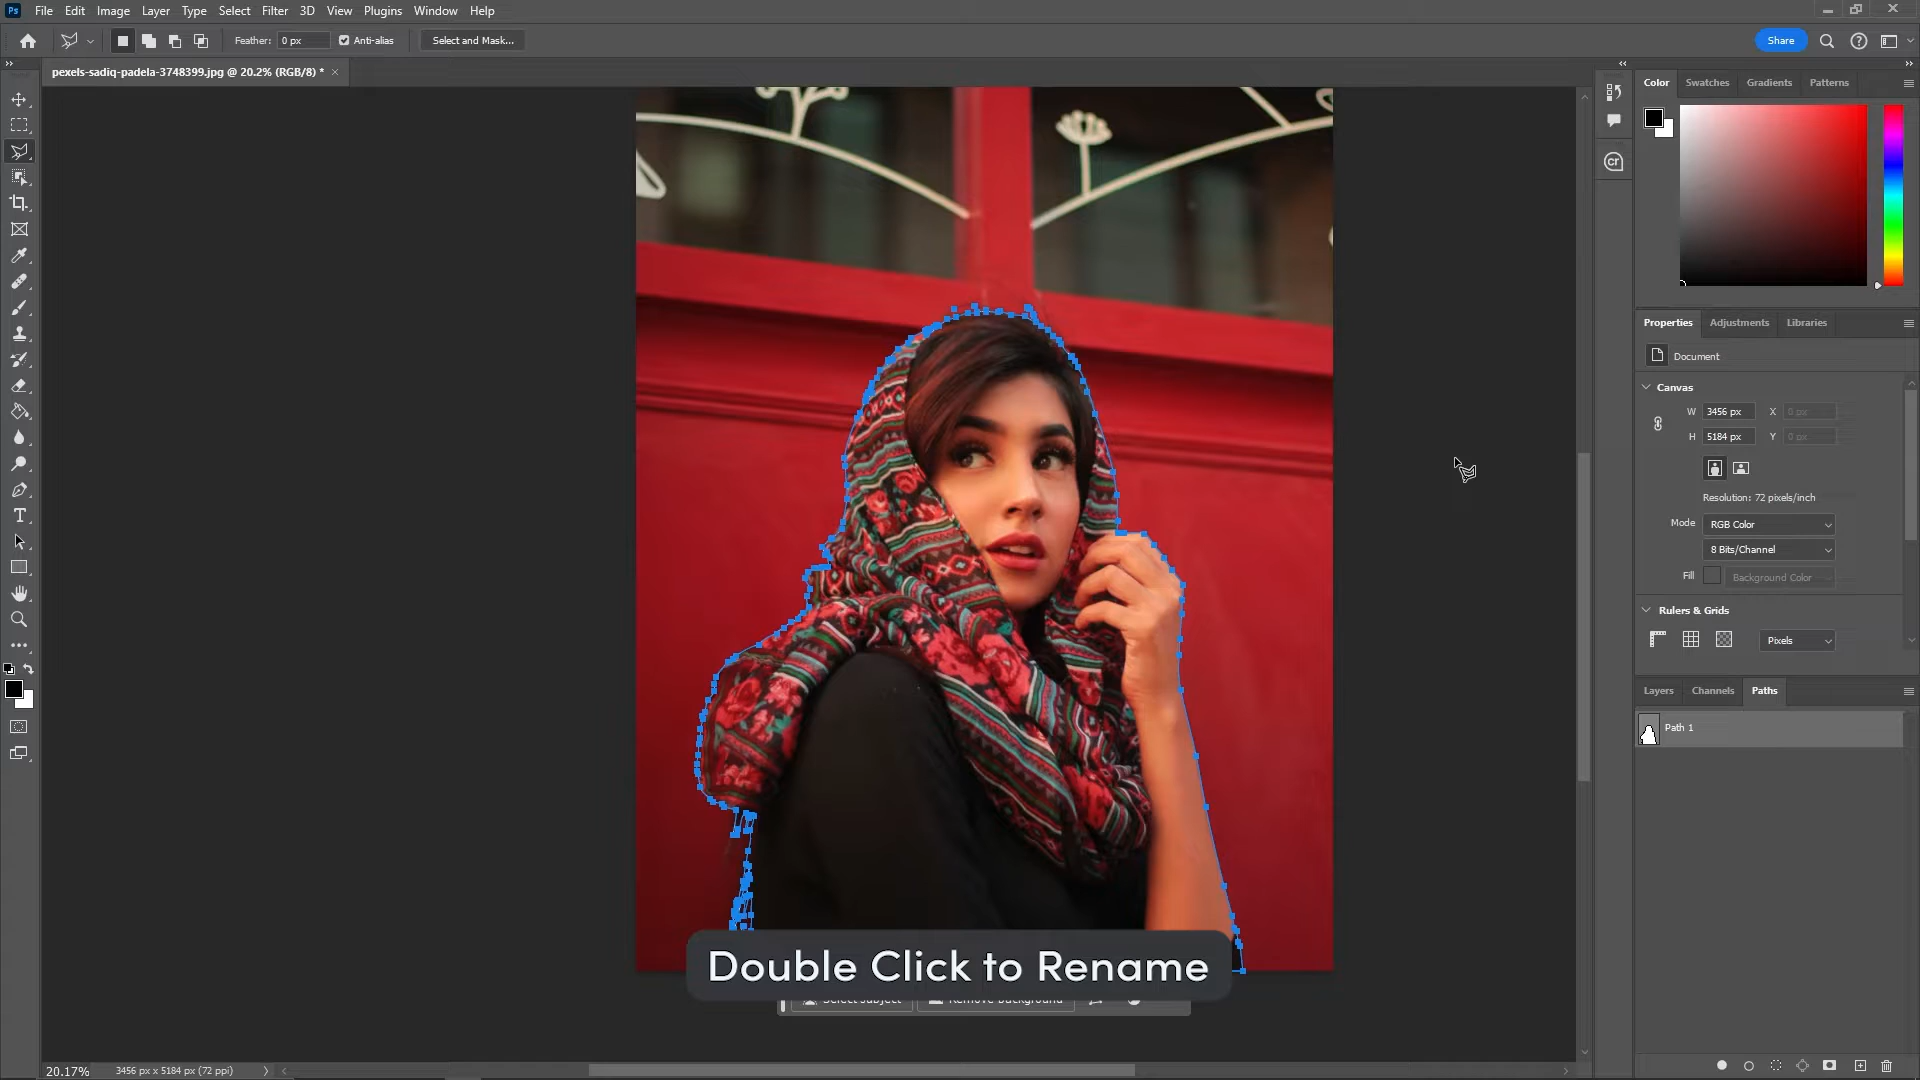 Ps File Edit Image Layer Type Select Filter 3D View Plugins Window Help
Feather: 0 px Anti-alias Select and Mask... Share
pexels-sadiq-padela-3748399.jpg @ 20.2% (RGB/8) * ×
Color Swatches Gradients Patterns
Cr
Properties Adjustments Libraries
Document
Canvas
W 3456 px X 0 px
H 5184 px Y 0 px
Resolution: 72 pixels/inch
Mode RGB Color
8 Bits/Channel
Fill Background Color
Rulers & Grids
Pixels
Layers Channels Paths
Path 1
Double Click to Rename
Select subject Remove background
20.17% 3456 px x 5184 px (72 ppi)